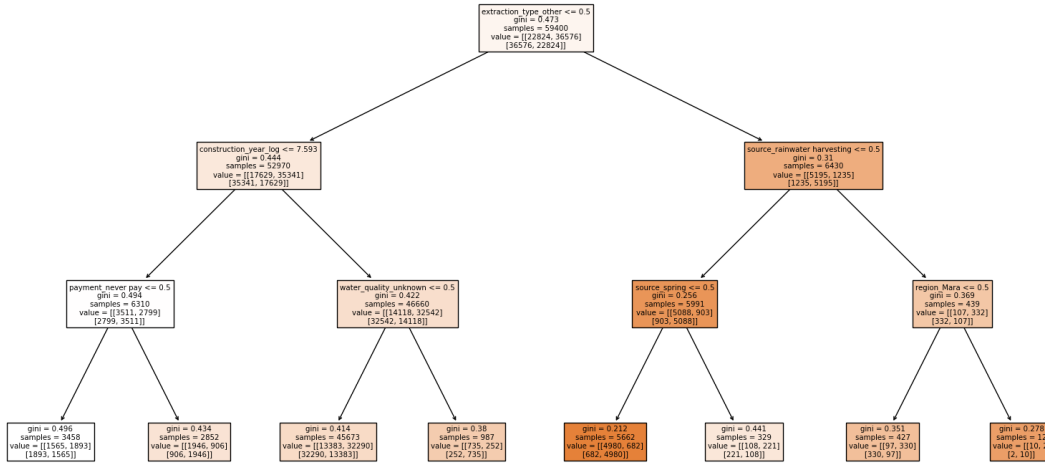 extraction_type_other <= 0.5
gini = 0.473
samples = 59400
value = [[22824, 36576]
[36576, 22824]]
construction_year_log <= 7.593
gini = 0.444
samples = 52970
value = [[17629, 35341]
[35341, 17629]]
source_rainwater harvesting <= 0.5
gini = 0.31
samples = 6430
value = [[5195, 1235]
[1235, 5195]]
payment_never pay <= 0.5
gini = 0.494
samples = 6310
value = [[3511, 2799]
[2799, 3511]]
water_quality_unknown <= 0.5
gini = 0.422
samples = 46660
value = [[14118, 32542]
[32542, 14118]]
source_spring <= 0.5
gini = 0.256
samples = 5991
value = [[5088, 903]
[903, 5088]]
region_Mara <= 0.5
gini = 0.369
samples = 439
value = [[107, 332]
[332, 107]]
gini = 0.496
samples = 3458
value = [[1565, 1893]
[1893, 1565]]
gini = 0.434
samples = 2852
value = [[1946, 906]
[906, 1946]]
gini = 0.414
samples = 45673
value = [[13383, 32290]
[32290, 13383]]
gini = 0.38
samples = 987
value = [[735, 252]
[252, 735]]
gini = 0.212
samples = 5662
value = [[4980, 682]
[682, 4980]]
gini = 0.441
samples = 329
value = [[108, 221]
[221, 108]]
gini = 0.351
samples = 427
value = [[97, 330]
[330, 97]]
gini = 0.278
samples = 12
value = [[10, 2
[2, 10]]